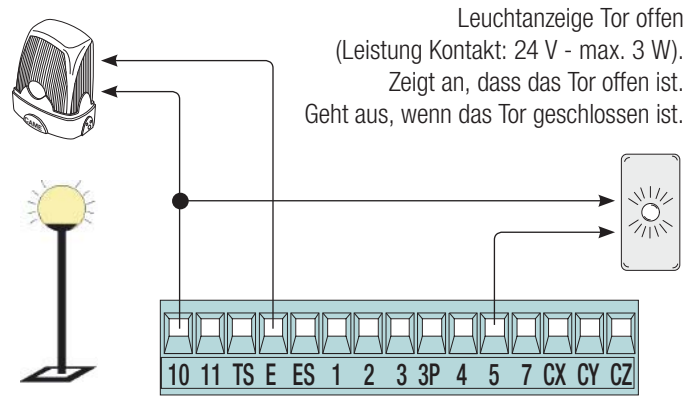 Leuchtanzeige Tor offen
(Leistung Kontakt: 24 V - max. 3 W).
Zeigt an, dass das Tor offen ist.
Geht aus, wenn das Tor geschlossen ist.
CAME
10 11 TS E ES 1 2 3 3P 4 5 7 CX CY CZ